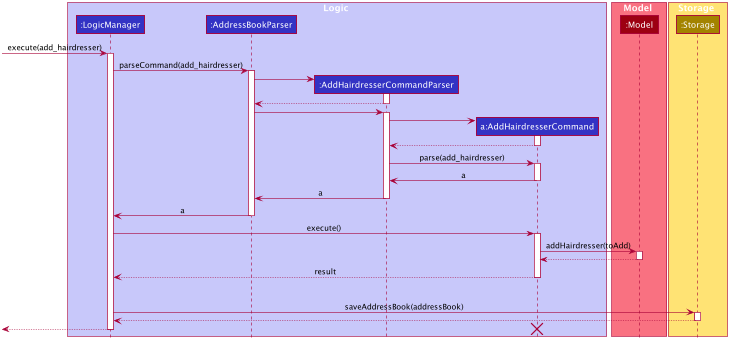 Logic
Model
Storage
:LogicManager
:AddressBookParser
:Model
:Storage
execute(add_hairdresser)
parseCommand(add_hairdresser)
:AddHairdresserCommandParser
a:AddHairdresserCommand
parse(add_hairdresser)
a
a
a
execute()
addHairdresser(toAdd)
result
saveAddressBook(addressBook)